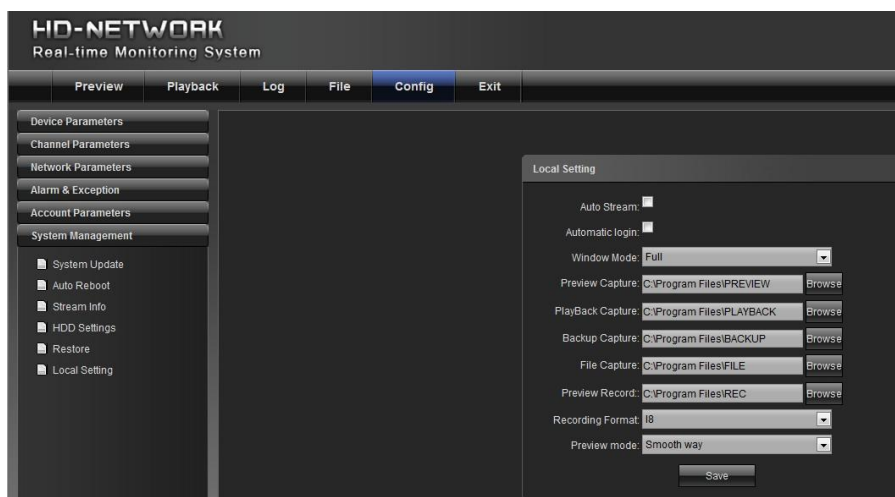 HD-NETWORK
Real-time Monitoring System
Preview Playback Log File Config Exit
Device Parameters
Channel Parameters
Network Parameters
Alarm & Exception
Account Parameters
System Management
System Update
Auto Reboot
Stream Info
HDD Settings
Restore
Local Setting
Local Setting
Auto Stream:
Automatic login:
Window Mode: Full
Preview Capture: C:\Program Files\PREVIEW Browse
PlayBack Capture: C:\Program Files\PLAYBACK Browse
Backup Capture: C:\Program Files\BACKUP Browse
File Capture: C:\Program Files\FILE Browse
Preview Record:: C:\Program Files\REC Browse
Recording Format: I8
Preview mode: Smooth way
Save